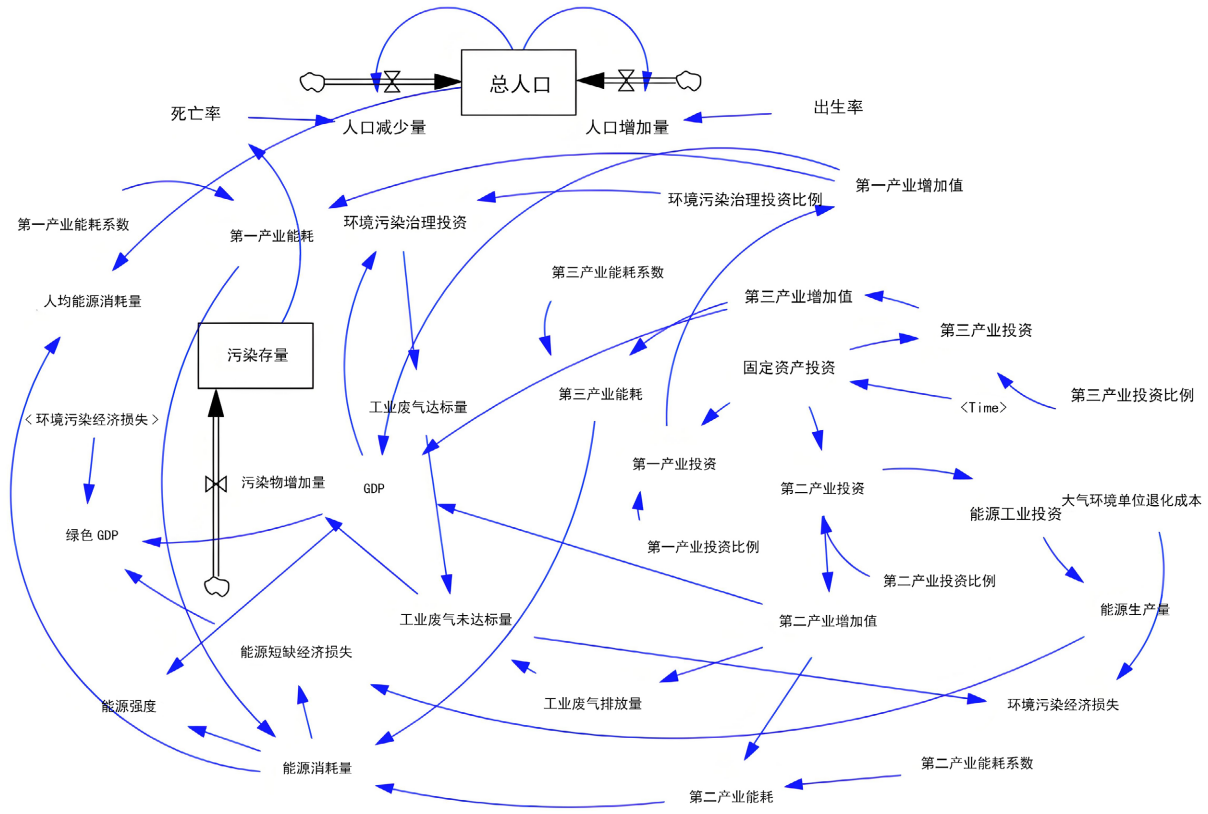 总人口
死亡率
人口减少量
人口增加量
出生率
第一产业增加值
环境污染治理投资比例
第一产业能耗系数
第一产业能耗
环境污染治理投资
第三产业能耗系数
人均能源消耗量
第三产业增加值
第三产业投资
污染存量
固定资产投资
第三产业能耗
第三产业投资比例
<Time>
工业废气达标量
<环境污染经济损失>
第一产业投资
污染物增加量
GDP
第二产业投资
大气环境单位退化成本
能源工业投资
绿色 GDP
第一产业投资比例
第二产业投资比例
能源生产量
工业废气未达标量
第二产业增加值
能源短缺经济损失
能源强度
工业废气排放量
环境污染经济损失
能源消耗量
第二产业能耗系数
第二产业能耗